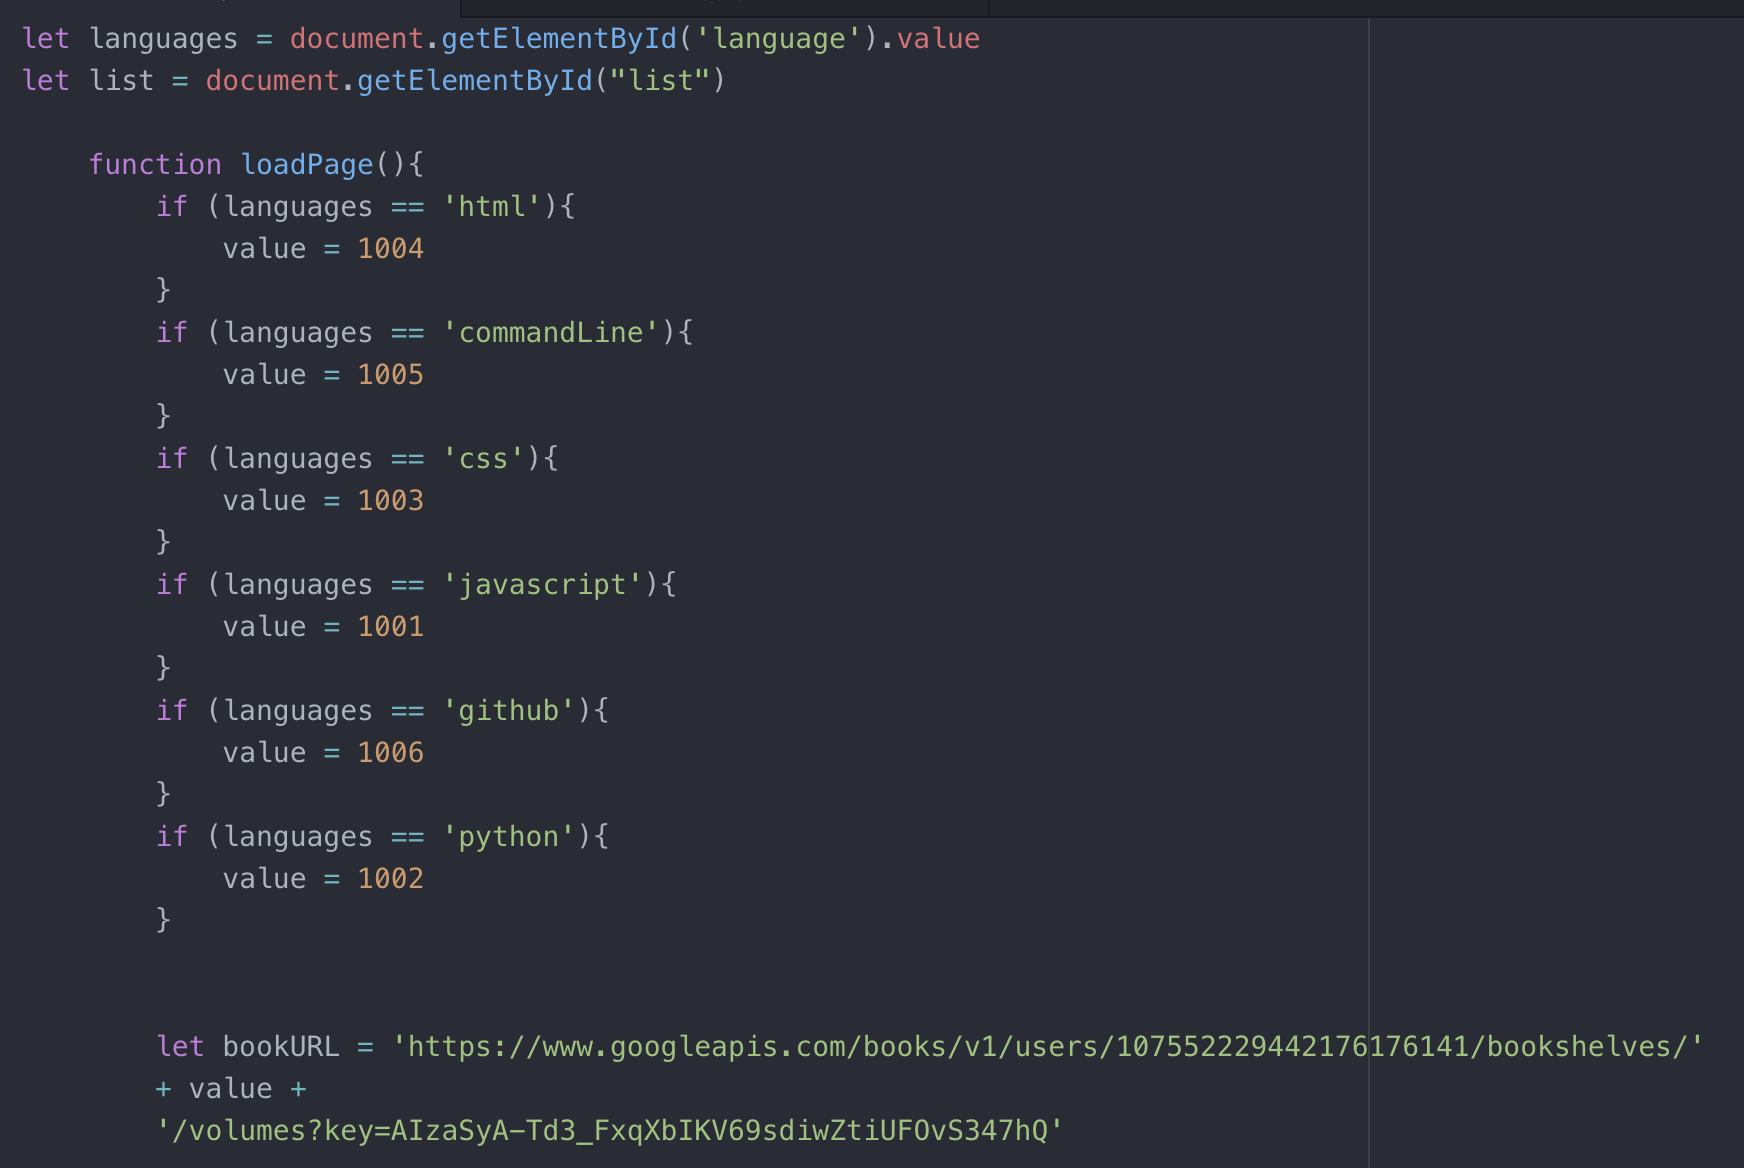 let languages = document.getElementById('language').value
let list = document.getElementById("list")
function loadPage(){
if (languages == 'html'){
value = 1004
}
if (languages == 'commandLine'){
value = 1005
}
if (languages == 'css'){
value = 1003
}
if (languages == 'javascript'){
value = 1001
}
if (languages == 'github'){
value = 1006
}
if (languages == 'python'){
value = 1002
}
let bookURL = 'https://www.googleapis.com/books/v1/users/107552229442176176141/bookshelves/'
+ value +
'/volumes?key=AIzaSyA-Td3_FxqXbIKV69sdiwZtiUFOvS347hQ'